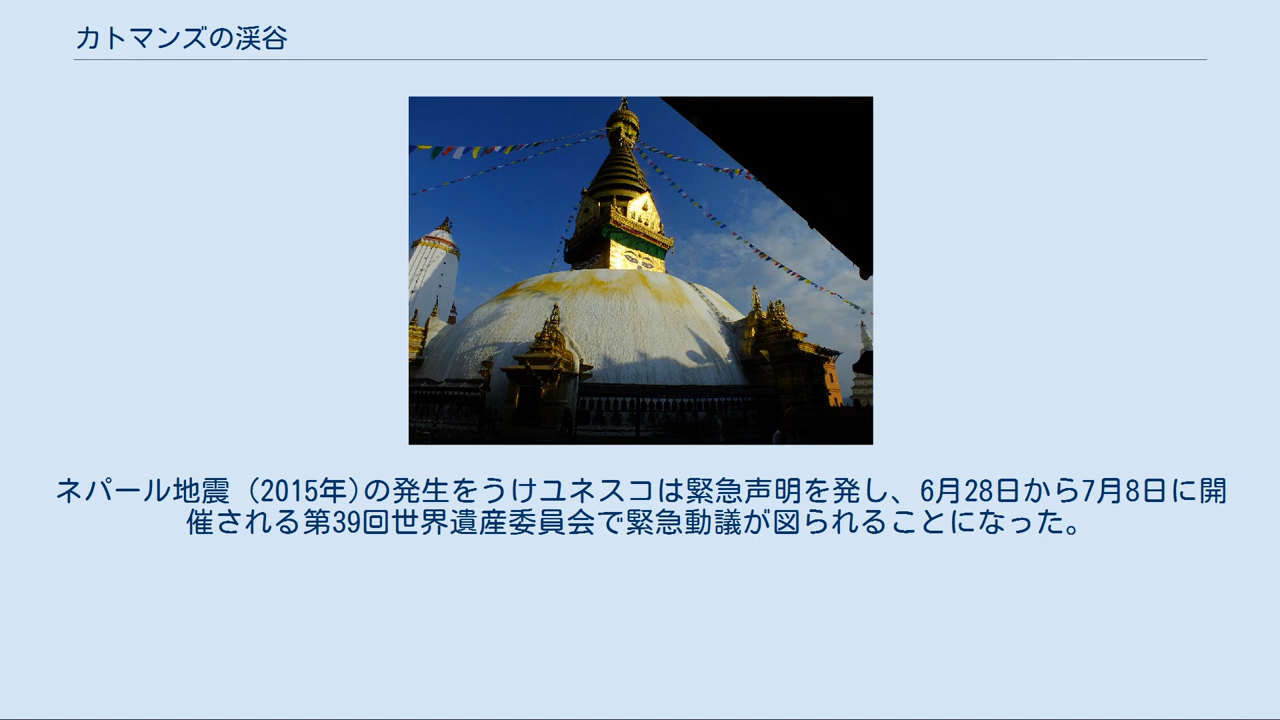 カトマンズの渓谷
ネパール地震 (2015年)の発生をうけユネスコは緊急声明を発し、6月28日から7月8日に開
催される第39回世界遺産委員会で緊急動議が図られることになった。